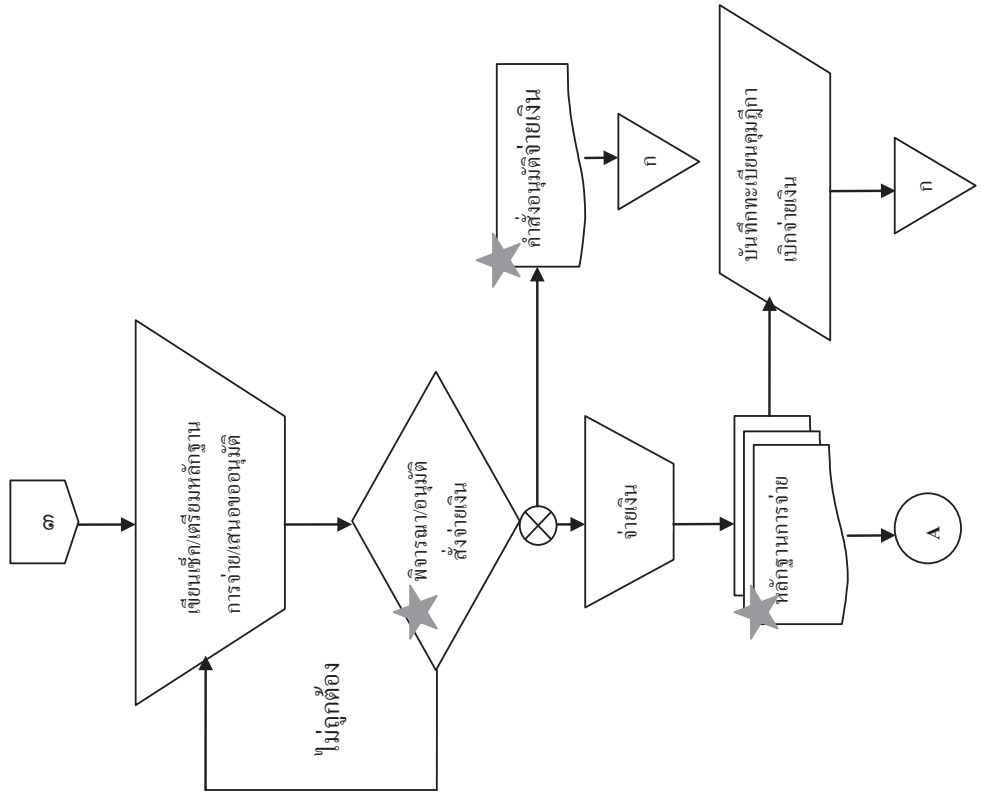 ๓
เขียนเช็ค/เตรียมหลักฐาน
การจ่าย/เสนอขออนุมัติ
ไม่ถูกต้อง
พิจารณา/อนุมัติ
สั่งจ่ายเงิน
คำสั่งอนุมัติจ่ายเงิน
ก
จ่ายเงิน
หลักฐานการจ่าย
บันทึกทะเบียนคุมฎีกา
เบิกจ่ายเงิน
ก
A